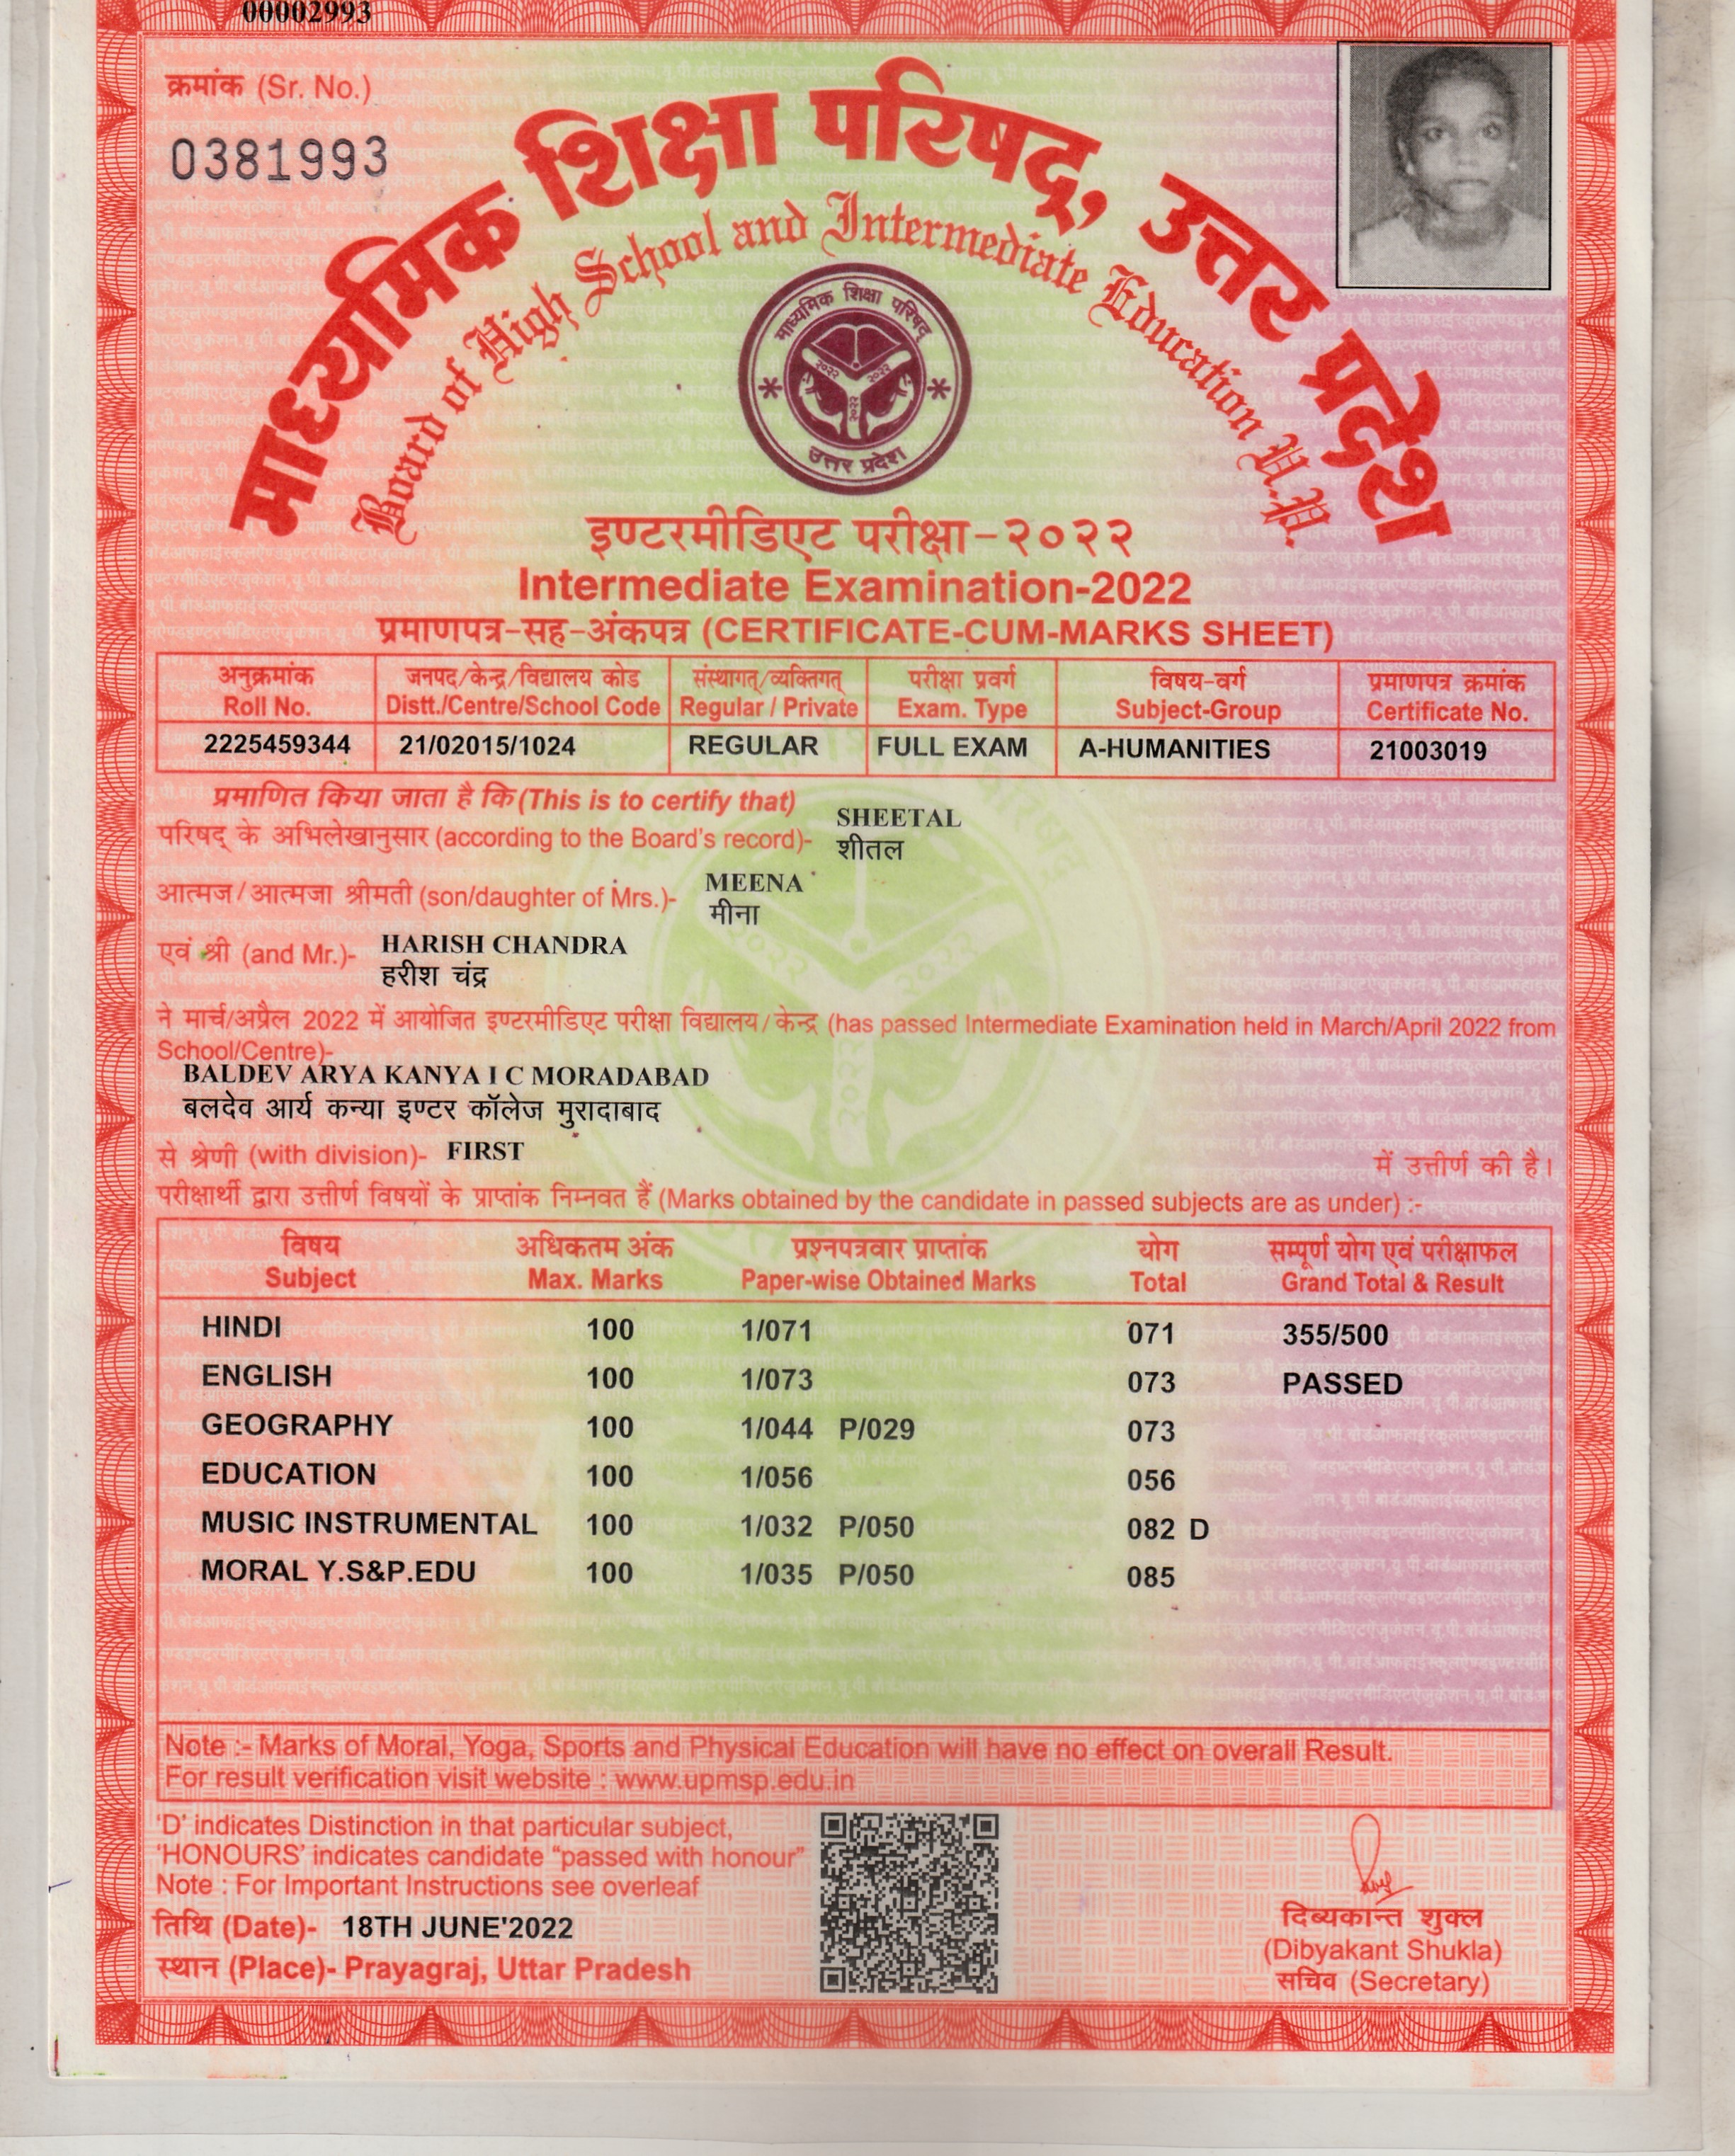 00002993
क्रमांक (Sr. No.)
0381993
माध्यमिक शिक्षा परिषद्, उत्तर प्रदेश
Board of High School and Intermediate Education U.P.
माध्यमिक शिक्षा परिषद्
२०२२ २०२२
२०२२
उत्तर प्रदेश
इण्टरमीडिएट परीक्षा-२०२२
Intermediate Examination-2022
प्रमाणपत्र-सह-अंकपत्र (CERTIFICATE-CUM-MARKS SHEET)
अनुक्रमांक जनपद/केन्द्र/विद्यालय कोड संस्थागत्/व्यक्तिगत् परीक्षा प्रवर्ग विषय-वर्ग प्रमाणपत्र क्रमांक
Roll No. Distt./Centre/School Code Regular / Private Exam. Type Subject-Group Certificate No.
2225459344 21/02015/1024 REGULAR FULL EXAM A-HUMANITIES 21003019
प्रमाणित किया जाता है कि (This is to certify that)
SHEETAL
परिषद् के अभिलेखानुसार (according to the Board's record)- शीतल
MEENA
आत्मज/आत्मजा श्रीमती (son/daughter of Mrs.)- मीना
HARISH CHANDRA
एवं श्री (and Mr.)- हरीश चंद्र
ने मार्च/अप्रैल 2022 में आयोजित इण्टरमीडिएट परीक्षा विद्यालय/केन्द्र (has passed Intermediate Examination held in March/April 2022 from
School/Centre)-
BALDEV ARYA KANYA I C MORADABAD
बलदेव आर्य कन्या इण्टर कॉलेज मुरादाबाद
से श्रेणी (with division)- FIRST में उत्तीर्ण की है।
परीक्षार्थी द्वारा उत्तीर्ण विषयों के प्राप्तांक निम्नवत हैं (Marks obtained by the candidate in passed subjects are as under) :-
विषय अधिकतम अंक प्रश्नपत्रवार प्राप्तांक योग सम्पूर्ण योग एवं परीक्षाफल
Subject Max. Marks Paper-wise Obtained Marks Total Grand Total & Result
HINDI 100 1/071 071 355/500
ENGLISH 100 1/073 073 PASSED
GEOGRAPHY 100 1/044 P/029 073
EDUCATION 100 1/056 056
MUSIC INSTRUMENTAL 100 1/032 P/050 082 D
MORAL Y.S&P.EDU 100 1/035 P/050 085
Note :- Marks of Moral, Yoga, Sports and Physical Education will have no effect on overall Result.
For result verification visit website : www.upmsp.edu.in
'D' indicates Distinction in that particular subject,
'HONOURS' indicates candidate "passed with honour"
Note : For Important Instructions see overleaf
तिथि (Date)- 18TH JUNE'2022
स्थान (Place)- Prayagraj, Uttar Pradesh
दिब्यकान्त शुक्ल
(Dibyakant Shukla)
सचिव (Secretary)